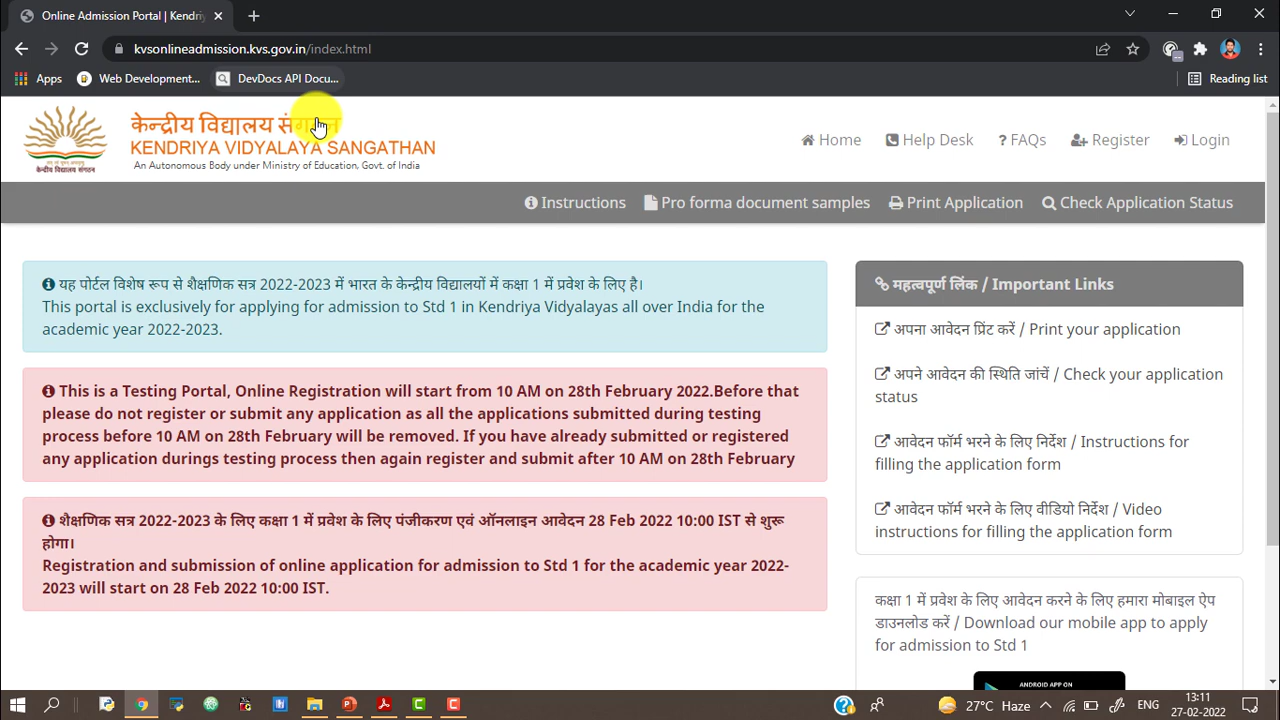 Online Admission Portal | Kendri
kvsonlineadmission.kvs.gov.in/index.html
Apps
Web Development...
DevDocs API Docu...
Reading list
केन्द्रीय विद्यालय
KENDRIYA VIDYALAYA SANGATHAN
An Autonomous Body under Ministry of Education, Govt. of India
केन्द्रीय विद्यालय संगठन
Home
Help Desk
? FAQs
Register
Login
Instructions
Pro forma document samples
Print Application
Check Application Status
यह पोर्टल विशेष रूप से शैक्षणिक सत्र 2022-2023 में भारत के केन्द्रीय विद्यालयों में कक्षा 1 में प्रवेश के लिए है।
This portal is exclusively for applying for admission to Std 1 in Kendriya Vidyalayas all over India for the
academic year 2022-2023.
This is a Testing Portal, Online Registration will start from 10 AM on 28th February 2022.Before that
please do not register or submit any application as all the applications submitted during testing
process before 10 AM on 28th February will be removed. If you have already submitted or registered
any application durings testing process then again register and submit after 10 AM on 28th February
शैक्षणिक सत्र 2022-2023 के लिए कक्षा 1 में प्रवेश के लिए पंजीकरण एवं ऑनलाइन आवेदन 28 Feb 2022 10:00 IST से शुरू
होगा।
Registration and submission of online application for admission to Std 1 for the academic year 2022-
2023 will start on 28 Feb 2022 10:00 IST.
महत्वपूर्ण लिंक / Important Links
अपना आवेदन प्रिंट करें / Print your application
अपने आवेदन की स्थिति जांचें / Check your application
status
आवेदन फॉर्म भरने के लिए निर्देश / Instructions for
filling the application form
आवेदन फॉर्म भरने के लिए वीडियो निर्देश / Video
instructions for filling the application form
कक्षा 1 में प्रवेश के लिए आवेदन करने के लिए हमारा मोबाइल ऐप
डाउनलोड करें / Download our mobile app to apply
for admission to Std 1
ANDROID APP ON
27°C Haze
ENG
13:11
27-02-2022